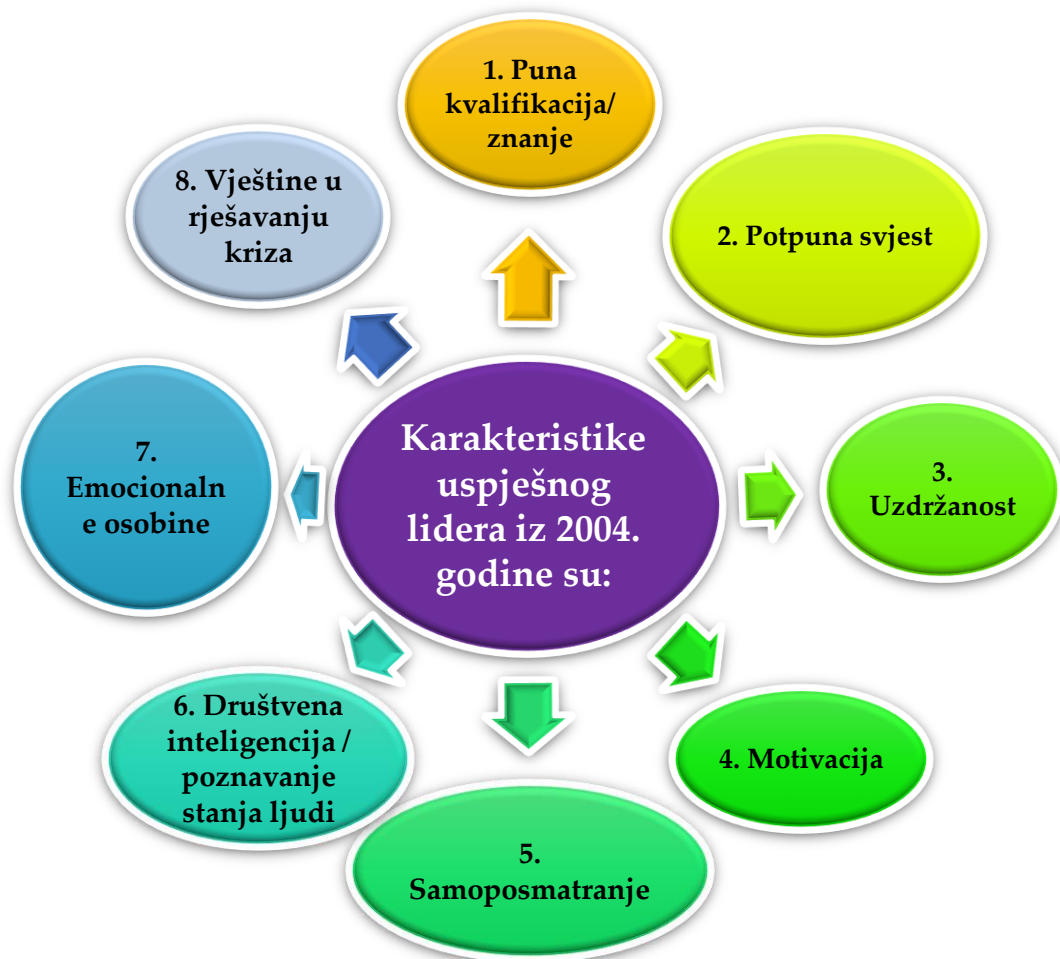 1. Puna
kvalifikacija/
znanje
2. Potpuna svjest
3.
Uzdržanost
4. Motivacija
5.
Samoposmatranje
6. Društvena
inteligencija /
poznavanje
stanja ljudi
7.
Emocionaln
e osobine
8. Vještine u
rješavanju
kriza
Karakteristike
uspješnog
lidera iz 2004.
godine su: